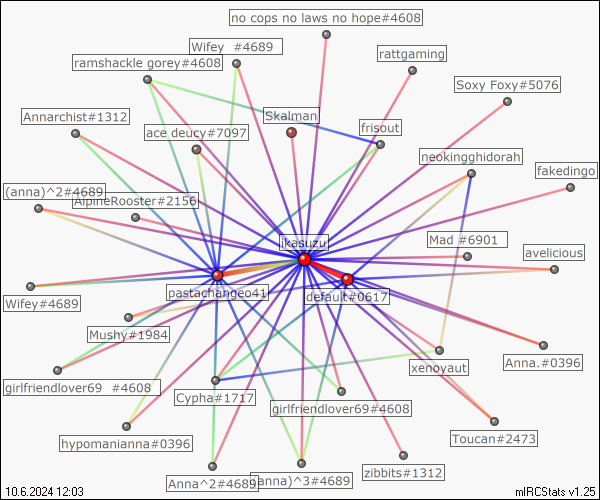 no cops no laws no hope#4608
Wifey #4689
rattgaming
ramshackle gorey#4608
Soxy Foxy#5076
Annarchist#1312
Skalman
frisout
ace deucy#7097
neokingghidorah
fakedingo
(anna)^2#4689
AlpineRooster#2156
ikasuzu
Mad #6901
avelicious
Wifey#4689
pastachangeo41
default#0617
Mushy#1984
xenoyaut
Anna.#0396
girlfriendlover69 #4608
Cypha#1717
girlfriendlover69#4608
hypomanianna#0396
Toucan#2473
zibbits#1312
Anna^2#4689
(anna)^3#4689
10.6.2024 12:03
mIRCStats v1.25